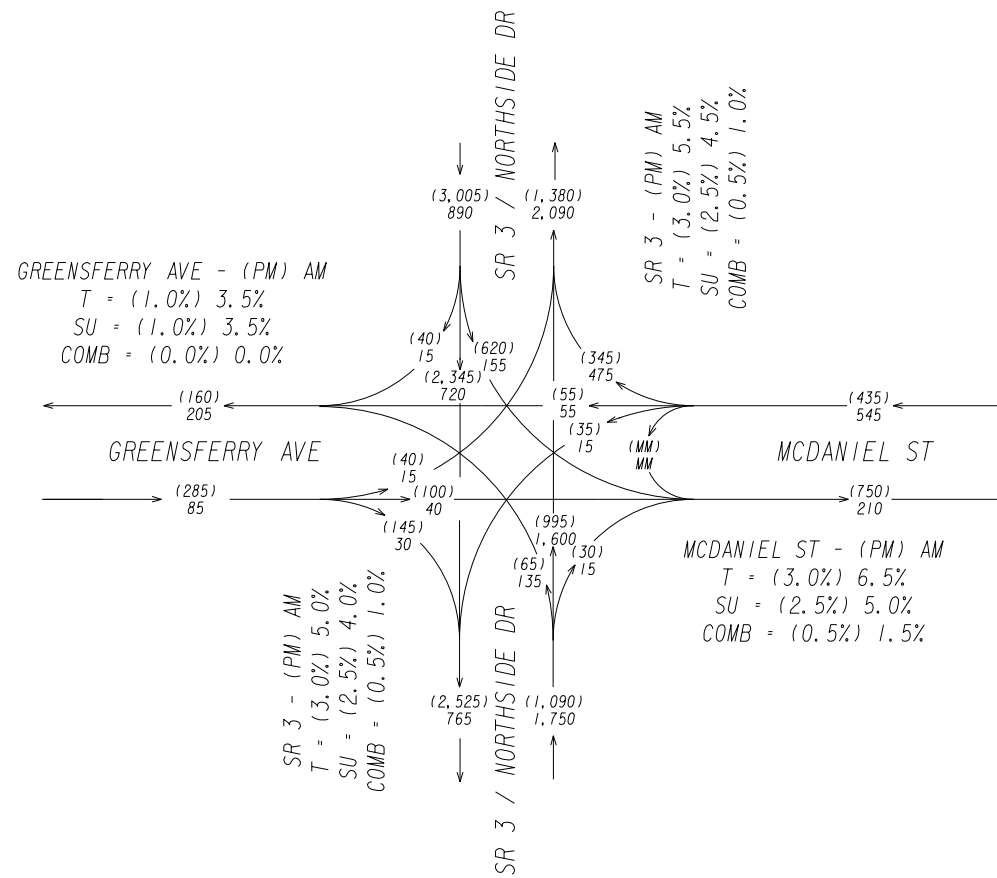 SR 3 / NORTHSIDE DR
SR 3 - (PM) AM
T = (3.0%) 5.5%
SU = (2.5%) 4.5%
COMB = (0.5%) 1.0%
(3,005)
890
(1,380)
2,090
GREENSFERRY AVE - (PM) AM
T = (1.0%) 3.5%
SU = (1.0%) 3.5%
COMB = (0.0%) 0.0%
(40)
15
(620)
155
(2,345)
720
(345)
475
(160)
205
(55)
55
(435)
545
(35)
15
(MM)
MM
GREENSFERRY AVE
MCDANIEL ST
(40)
15
(285)
85
(100)
40
(750)
210
(145)
30
(995)
1,600
(65)
135
(30)
15
MCDANIEL ST - (PM) AM
T = (3.0%) 6.5%
SU = (2.5%) 5.0%
COMB = (0.5%) 1.5%
SR 3 - (PM) AM
T = (3.0%) 5.0%
SU = (2.5%) 4.0%
COMB = (0.5%) 1.0%
(2,525)
765
(1,090)
1,750
SR 3 / NORTHSIDE DR